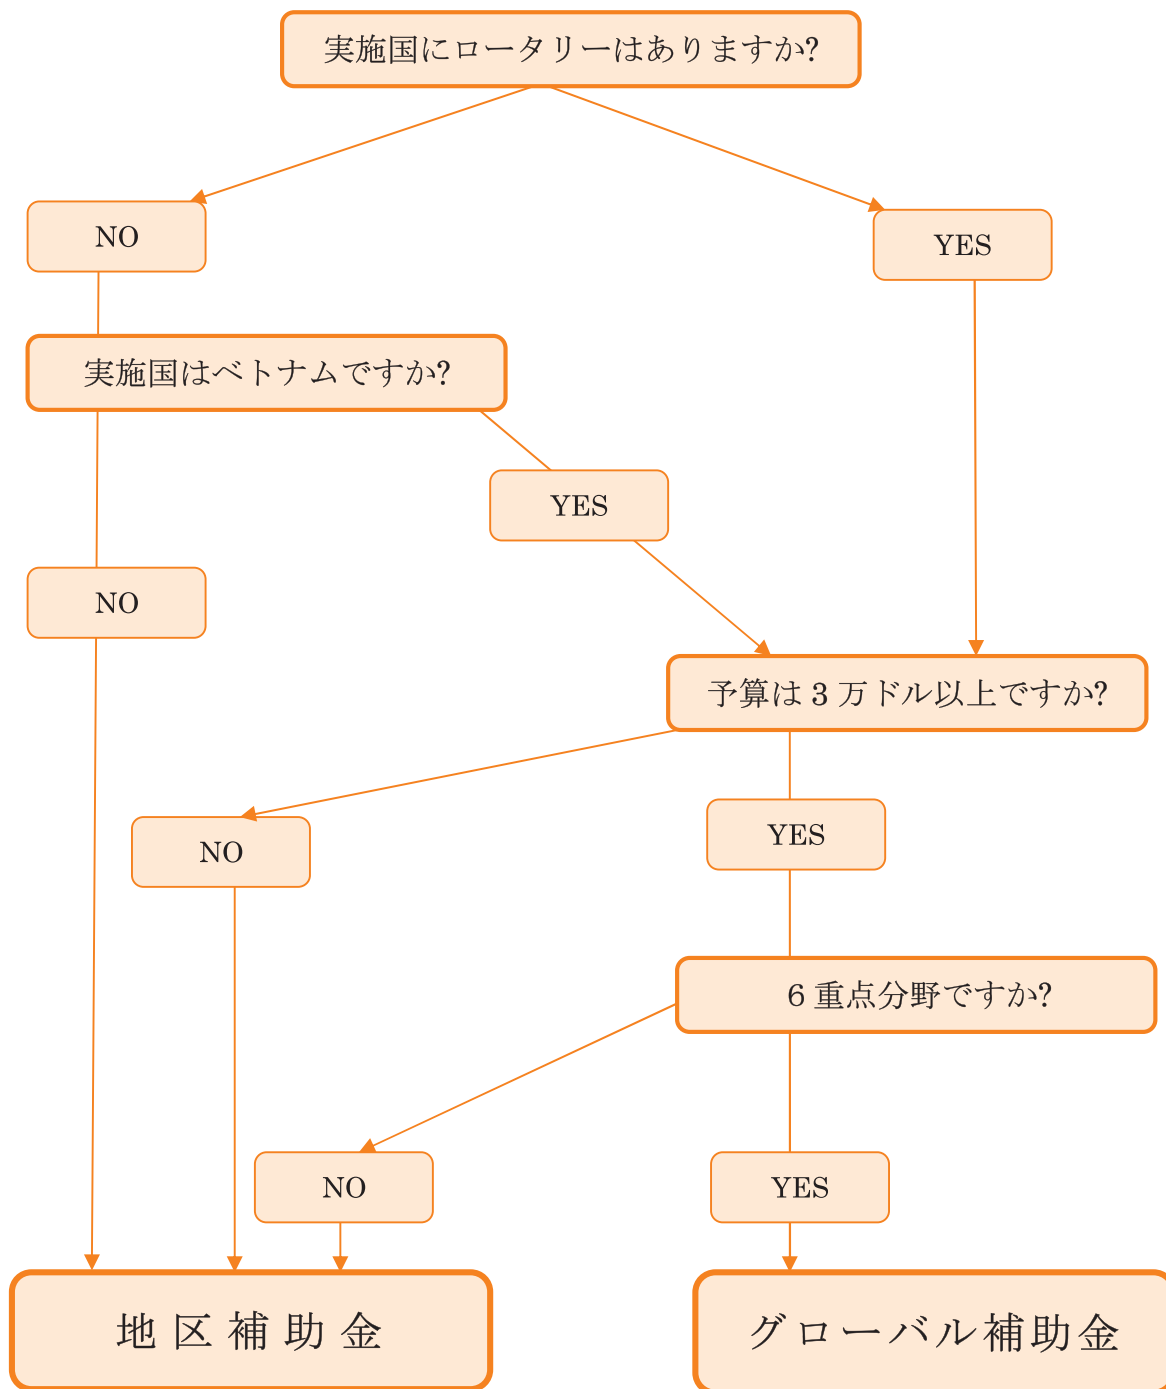 実施国にロータリーはありますか?
NO
YES
実施国はベトナムですか?
YES
NO
予算は 3 万ドル以上ですか?
NO
YES
6 重点分野ですか?
NO
YES
地区補助金
グローバル補助金